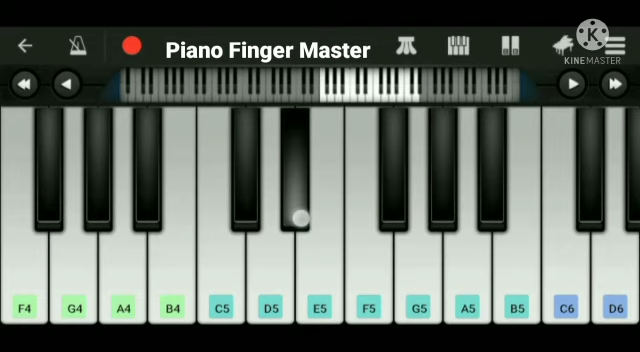 Piano Finger Master
K
KINEMASTER
F4 G4 A4 B4 C5 D5 E5 F5 G5 A5 B5 C6 D6